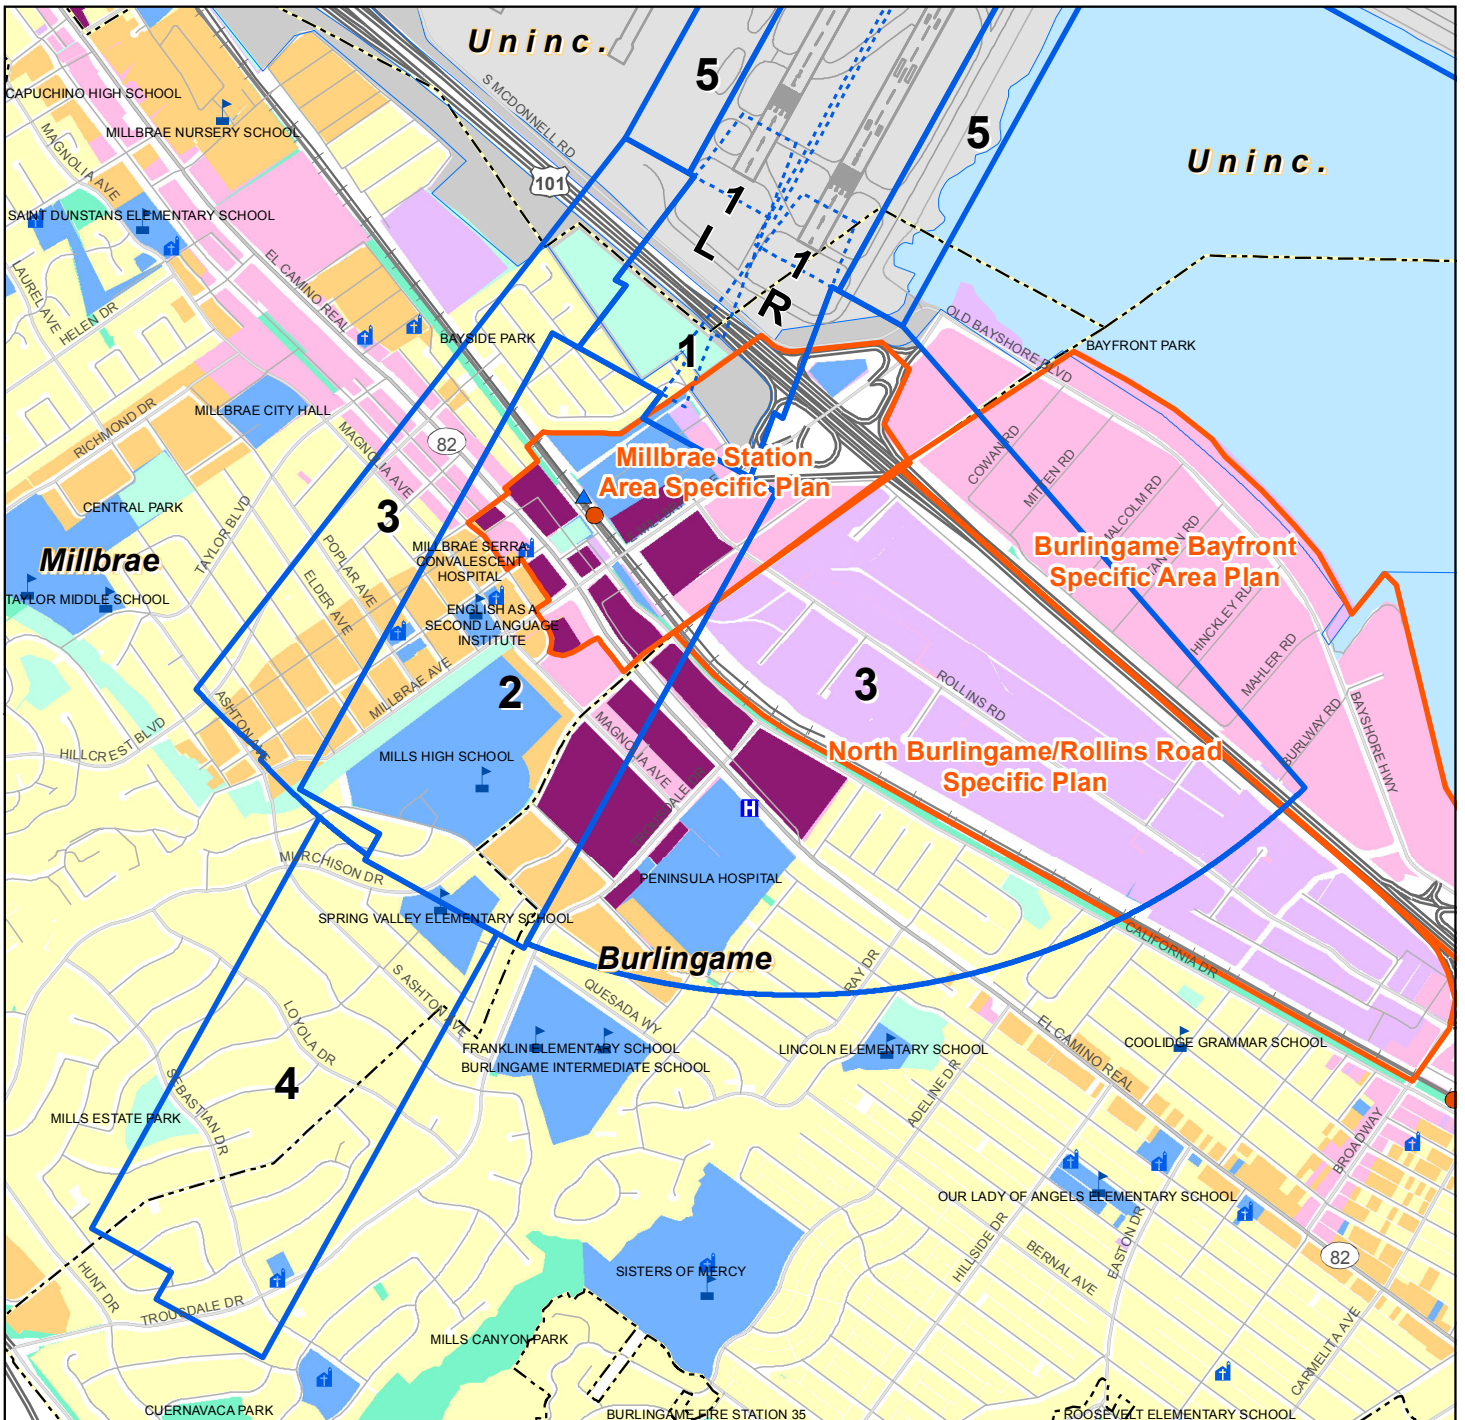 Uninc.
5
S MCDONNELL RD
CAPUCHINO HIGH SCHOOL
MILLBRAE NURSERY SCHOOL
MAGNOLIA AVE
5
Uninc.
101
1
L
SAINT DUNSTANS ELEMENTARY SCHOOL
EL CAMINO REAL
LAUREL AVE
HELEN DR
1
R
OLD BAYSHORE BLVD
BAYSIDE PARK
1
BAYFRONT PARK
RICHMOND DR
MILLBRAE CITY HALL
MAGNOLIA AVE
82
Millbrae Station
Area Specific Plan
COWAN RD
MITTEN RD
MALCOLM RD
CENTRAL PARK
TAYLOR BLVD
3
Millbrae
POPLAR AVE
ELDER AVE
MILLBRAE SERRA
CONVALESCENT
HOSPITAL
Burlingame Bayfront
Specific Area Plan
TAYLOR MIDDLE SCHOOL
ENGLISH AS A
SECOND LANGUAGE
INSTITUTE
HINCKLEY RD
MAHLER RD
MILLBRAE AVE
2
3
ROLLINS RD
BURLWAY RD
BAYSHORE HWY
ASHTON AVE
HILLCREST BLVD
MAGNOLIA AVE
MILLS HIGH SCHOOL
North Burlingame/Rollins Road
Specific Plan
TROUSDALE DR
H
MURCHISON DR
PENINSULA HOSPITAL
SPRING VALLEY ELEMENTARY SCHOOL
Burlingame
CALIFORNIA DR
S ASHTON AVE
QUESADA WY
RAY DR
LOYOLA DR
FRANKLIN ELEMENTARY SCHOOL
BURLINGAME INTERMEDIATE SCHOOL
LINCOLN ELEMENTARY SCHOOL
EL CAMINO REAL
COOLIDGE GRAMMAR SCHOOL
4
SEBASTIAN DR
MILLS ESTATE PARK
ADELINE DR
BROADWAY
OUR LADY OF ANGELS ELEMENTARY SCHOOL
HILLSIDE DR
EASTON DR
BERNAL AVE
82
SISTERS OF MERCY
HUNT DR
TROUSDALE DR
MILLS CANYON PARK
CARMELITA AVE
CUERNAVACA PARK
BURLINGAME FIRE STATION 35
ROOSEVELT ELEMENTARY SCHOOL